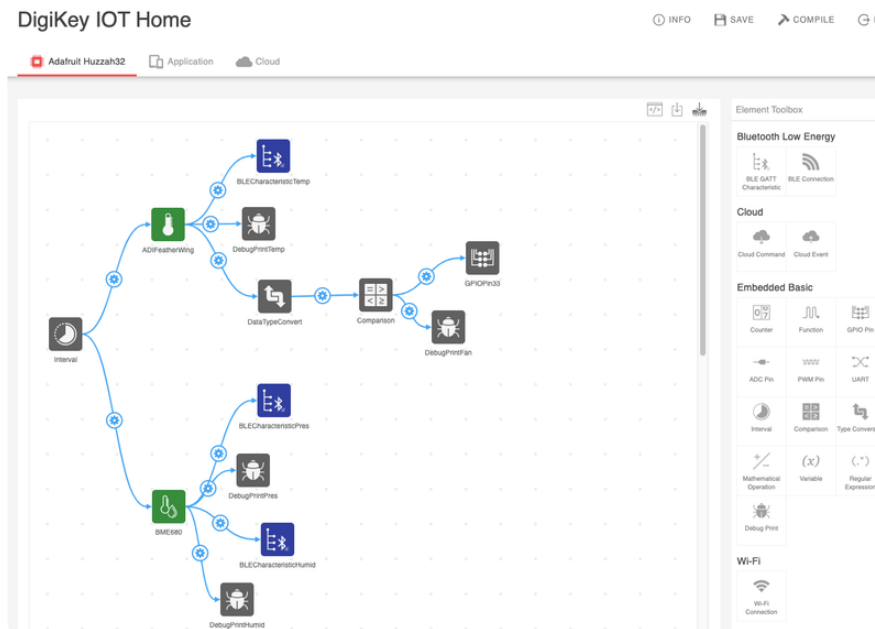 DigiKey IOT Home
INFO
SAVE
COMPILE
Adafruit Huzzah32
Application
Cloud
BLECharacteristicTemp
ADIFeatherWing
DebugPrintTemp
GPIOPin33
DataTypeConvert
Comparison
DebugPrintFan
Interval
BLECharacteristicPres
DebugPrintPres
BME680
BLECharacteristicHumid
DebugPrintHumid
Element Toolbox
Bluetooth Low Energy
BLE GATT
Characteristic
BLE Connection
Cloud
Cloud Command
Cloud Event
Embedded Basic
Counter
Function
GPIO Pin
ADC Pin
PWM Pin
UART
Interval
Comparison
Type Convers
Mathematical
Operation
Variable
Regular
Expression
Debug Print
Wi-Fi
Wi-Fi
Connection